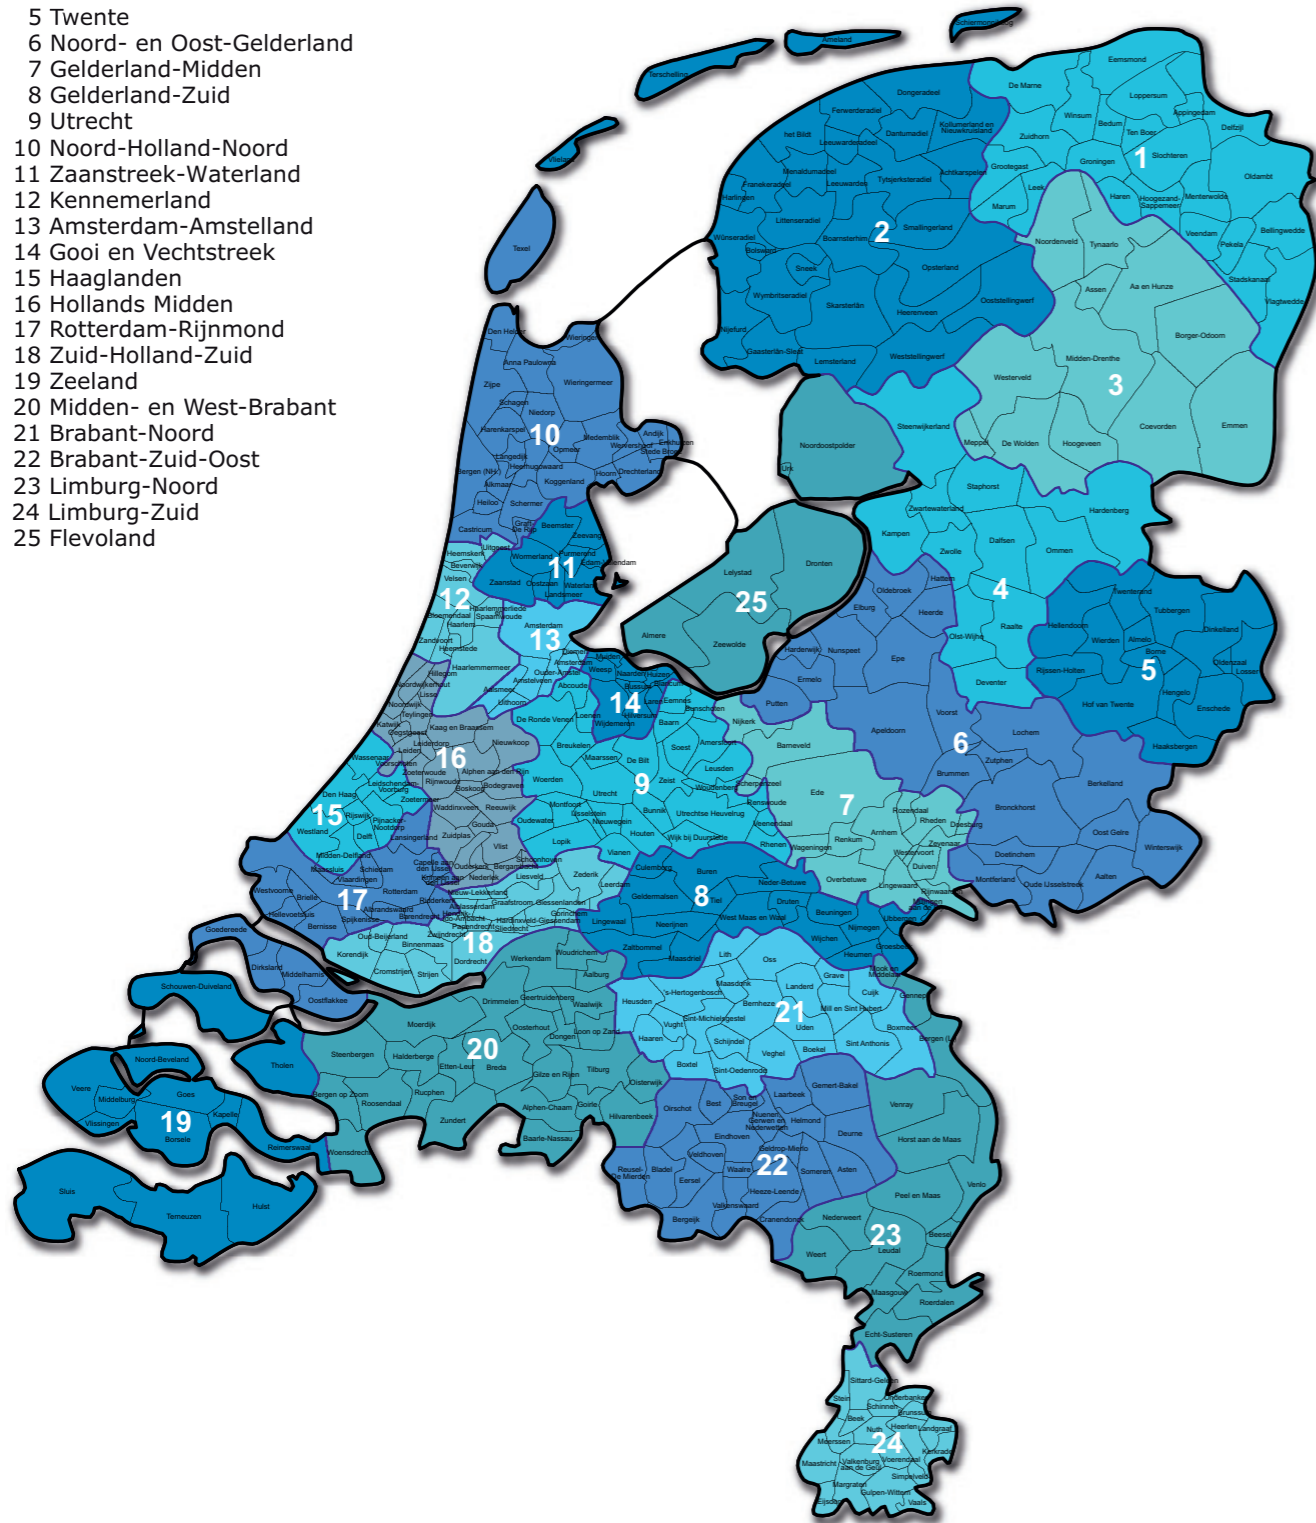 5 Twente
6 Noord- en Oost-Gelderland
7 Gelderland-Midden
8 Gelderland-Zuid
9 Utrecht
10 Noord-Holland-Noord
11 Zaanstreek-Waterland
12 Kennemerland
13 Amsterdam-Amstelland
14 Gooi en Vechtstreek
15 Haaglanden
16 Hollands Midden
17 Rotterdam-Rijnmond
18 Zuid-Holland-Zuid
19 Zeeland
20 Midden- en West-Brabant
21 Brabant-Noord
22 Brabant-Zuid-Oost
23 Limburg-Noord
24 Limburg-Zuid
25 Flevoland
Schiermonnikoog
Ameland
Terschelling
Vlieland
Texel
1
Eemsmond
De Marne
Loppersum
Appingedam
Winsum
Bedum
Ten Boer
Delfzijl
Zuidhorn
Slochteren
Grootegast
Groningen
Oldambt
Leek
Marum
Haren
Hoogezand-
Sappemeer
Menterwolde
Veendam
Pekela
Bellingwedde
Stadskanaal
Vlagtwedde
2
Dongeradeel
Ferwerderadiel
Dantumadiel
Kollumerland en
Nieuwkruisland
het Bildt
Leeuwarderadeel
Menaldumadeel
Franekeradeel
Leeuwarden
Tytsjerksteradiel
Achtkarspelen
Harlingen
Littenseradiel
Smallingerland
Wûnseradiel
Boarnsterhim
Bolsward
Sneek
Opsterland
Wymbritseradiel
Skarsterlân
Ooststellingwerf
Heerenveen
Nijefurd
Gaasterlân-Sleat
Lemsterland
Weststellingwerf
3
Noordenveld
Tynaarlo
Assen
Aa en Hunze
Borger-Odoorn
Midden-Drenthe
Westerveld
Coevorden
Emmen
Meppel
De Wolden
Hoogeveen
4
Steenwijkerland
Staphorst
Zwartewaterland
Hardenberg
Kampen
Dalfsen
Zwolle
Ommen
Raalte
Olst-Wijhe
Deventer
5
Twenterand
Tubbergen
Hellendoorn
Wierden
Almelo
Borne
Dinkelland
Rijssen-Holten
Oldenzaal
Losser
Hengelo
Hof van Twente
Enschede
Haaksbergen
6
Hattem
Oldebroek
Elburg
Heerde
Harderwijk
Nunspeet
Epe
Ermelo
Putten
Apeldoorn
Voorst
Lochem
Zutphen
Brummen
Berkelland
Bronckhorst
Oost Gelre
Winterswijk
Doetinchem
Aalten
Montferland
Oude IJsselstreek
7
Nijkerk
Barneveld
Scherpenzeel
Ede
Rozendaal
Rheden
Doesburg
Renkum
Arnhem
Zevenaar
Wageningen
Westervoort
Duiven
Overbetuwe
Lingewaard
Rijnwaarden
8
Culemborg
Buren
Neder-Betuwe
Geldermalsen
Tiel
Druten
Lingewaal
Neerijnen
West Maas en Waal
Beuningen
Ubbergen
Nijmegen
Wijchen
Groesbeek
Zaltbommel
Maasdriel
Heumen
9
Abcoude
De Ronde Venen
Loenen
Eemnes
Bunschoten
Baarn
Breukelen
Maarssen
Soest
Amersfoort
De Bilt
Leusden
Woerden
Zeist
Woudenberg
Utrecht
Renswoude
Montfoort
IJsselstein
Bunnik
Utrechtse Heuvelrug
Oudewater
Nieuwegein
Veenendaal
Houten
Wijk bij Duurstede
Lopik
Rhenen
Vianen
10
Den Helder
Wieringen
Anna Paulowna
Wieringermeer
Zijpe
Schagen
Niedorp
Harenkarspel
Medemblik
Andijk
Wervershoof
Enkhuizen
Stede Broec
Opmeer
Langedijk
Heerhugowaard
Bergen (NH.)
Hoorn
Drechterland
Koggenland
Alkmaar
Heiloo
Schermer
Graft-
De Rijp
Castricum
11
Beemster
Zeevang
Wormerland
Purmerend
Edam-Volendam
Zaanstad
Oostzaan
Waterland
Landsmeer
12
Uitgeest
Heemskerk
Beverwijk
Velsen
Haarlemmerliede
en
Spaarnwoude
Bloemendaal
Haarlem
Zandvoort
Heemstede
Haarlemmermeer
13
Amsterdam
Diemen
Amsterdam
Ouder-Amstel
Amstelveen
Aalsmeer
Uithoorn
14
Muiden
Weesp
Naarden
Huizen
Blaricum
Bussum
Laren
Hilversum
Wijdemeren
15
Wassenaar
Leidschendam-
Voorburg
Den Haag
Zoetermeer
Rijswijk
Pijnacker-
Nootdorp
Westland
Delft
Midden-Delfland
16
Hillegom
Noordwijkerhout
Lisse
Noordwijk
Teylingen
Katwijk
Oegstgeest
Kaag en Braassem
Leiderdorp
Leiden
Nieuwkoop
Voorschoten
Zoeterwoude
Alphen aan den Rijn
Rijnwoude
Boskoop
Bodegraven
Waddinxveen
Reeuwijk
Gouda
Zuidplas
Vlist
Schoonhoven
Ouderkerk
Bergambacht
Nederlek
17
Lansingerland
Maassluis
Schiedam
Capelle aan
den IJssel
Vlaardingen
Krimpen aan
den IJssel
Westvoorne
Brielle
Rotterdam
Ridderkerk
Albrandswaard
Hellevoetsluis
Spijkenisse
Barendrecht
Bernisse
Goedereede
Dirksland
Middelharnis
Oostflakkee
18
Liesveld
Zederik
Leerdam
Nieuw-Lekkerland
Graafstroom
Giessenlanden
Alblasserdam
Gorinchem
Hendrik-
Ido-Ambacht
Hardinxveld-Giessendam
Papendrecht
Sliedrecht
Zwijndrecht
Oud-Beijerland
Binnenmaas
Korendijk
Dordrecht
Cromstrijen
Strijen
19
Schouwen-Duiveland
Noord-Beveland
Tholen
Veere
Middelburg
Goes
Kapelle
Vlissingen
Borsele
Reimerswaal
Sluis
Terneuzen
Hulst
20
Werkendam
Woudrichem
Aalburg
Drimmelen
Geertruidenberg
Waalwijk
Moerdijk
Oosterhout
Loon op Zand
Dongen
Steenbergen
Halderberge
Etten-Leur
Breda
Gilze en Rijen
Tilburg
Oisterwijk
Bergen op Zoom
Rucphen
Roosendaal
Alphen-Chaam
Goirle
Hilvarenbeek
Zundert
Baarle-Nassau
Woensdrecht
21
Lith
Oss
Maasdonk
Landerd
Grave
Cuijk
Heusden
's-Hertogenbosch
Bernheze
Mill en Sint Hubert
Vught
Sint-Michielsgestel
Uden
Boxmeer
Haaren
Schijndel
Veghel
Boekel
Sint Anthonis
Boxtel
Sint-Oedenrode
22
Gemert-Bakel
Laarbeek
Oirschot
Best
Son en
Breugel
Nuenen,
Gerwen en
Nederwetten
Helmond
Deurne
Eindhoven
Geldrop-Mierlo
Veldhoven
Reusel-
De Mierden
Bladel
Waalre
Someren
Asten
Eersel
Heeze-Leende
Valkenswaard
Bergeijk
Cranendonck
23
Mook en
Middelaar
Gennep
Bergen (L.)
Venray
Horst aan de Maas
Venlo
Peel en Maas
Nederweert
Beesel
Weert
Leudal
Roermond
Maasgouw
Roerdalen
Echt-Susteren
24
Sittard-Geleen
Stein
Onderbanken
Schinnen
Brunssum
Beek
Nuth
Heerlen
Landgraaf
Meerssen
Kerkrade
Maastricht
Valkenburg
aan de Geul
Voerendaal
Simpelveld
Margraten
Gulpen-Wittem
Eijsden
Vaals
25
Noordoostpolder
Urk
Dronten
Lelystad
Almere
Zeewolde